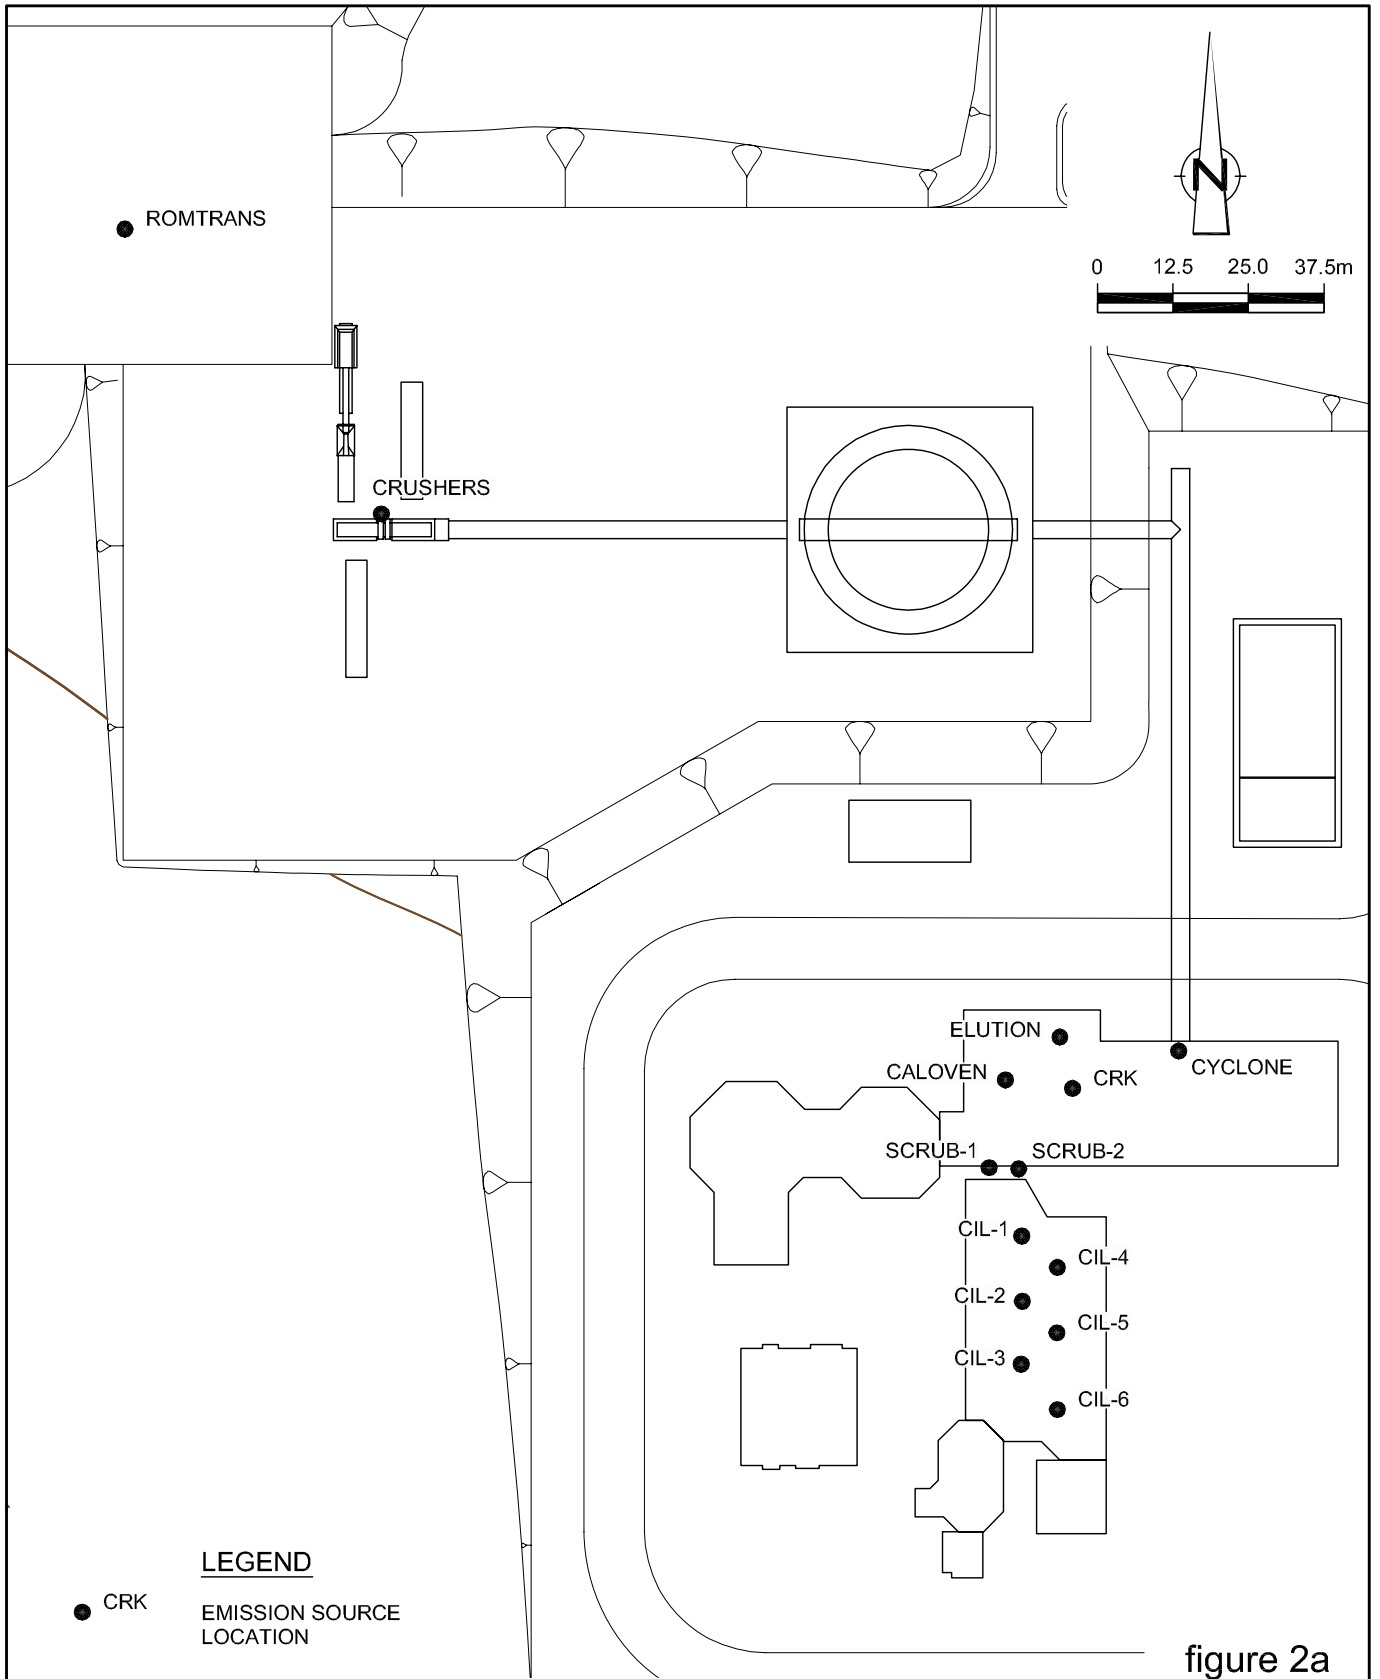 ROMTRANS
N
0 12.5 25.0 37.5m
CRUSHERS
ELUTION
CYCLONE
CALOVEN
CRK
SCRUB-1
SCRUB-2
CIL-1
CIL-4
CIL-2
CIL-5
CIL-3
CIL-6
LEGEND
CRK
EMISSION SOURCE
LOCATION
figure 2a